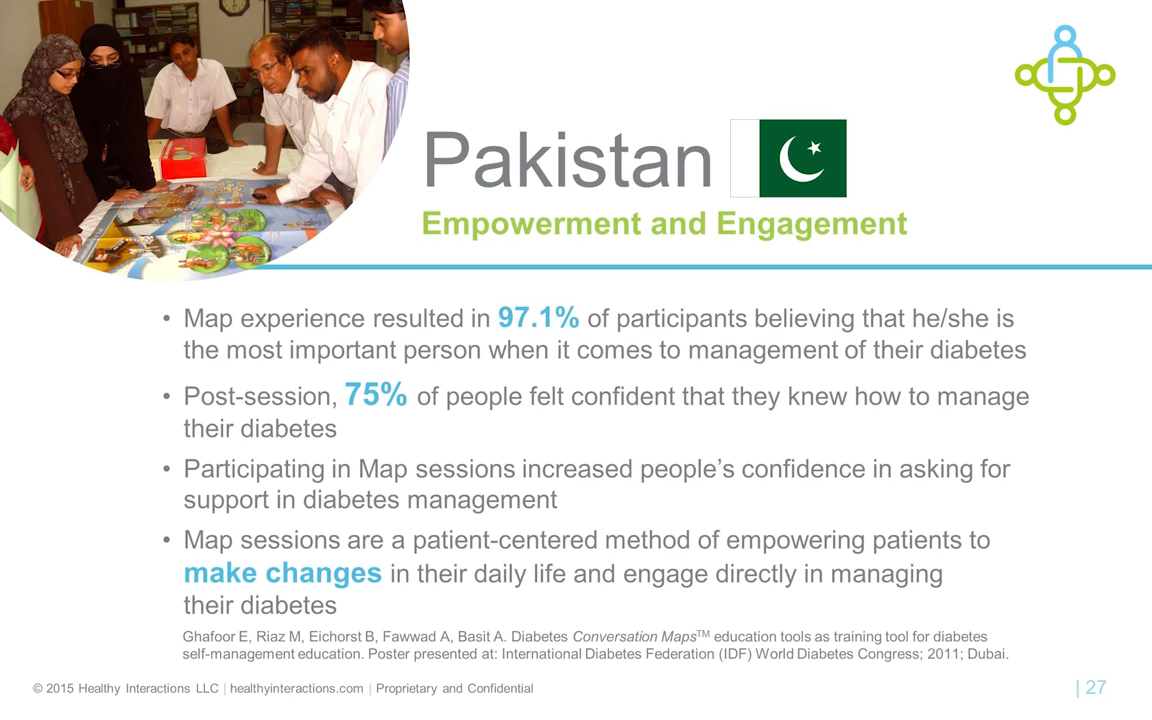 Pakistan
Empowerment and Engagement
• Map experience resulted in 97.1% of participants believing that he/she is
the most important person when it comes to management of their diabetes
• Post-session, 75% of people felt confident that they knew how to manage
their diabetes
• Participating in Map sessions increased people’s confidence in asking for
support in diabetes management
• Map sessions are a patient-centered method of empowering patients to
make changes in their daily life and engage directly in managing
their diabetes
Ghafoor E, Riaz M, Eichorst B, Fawwad A, Basit A. Diabetes Conversation Maps™ education tools as training tool for diabetes
self-management education. Poster presented at: International Diabetes Federation (IDF) World Diabetes Congress; 2011; Dubai.
© 2015 Healthy Interactions LLC | healthyinteractions.com | Proprietary and Confidential
| 27